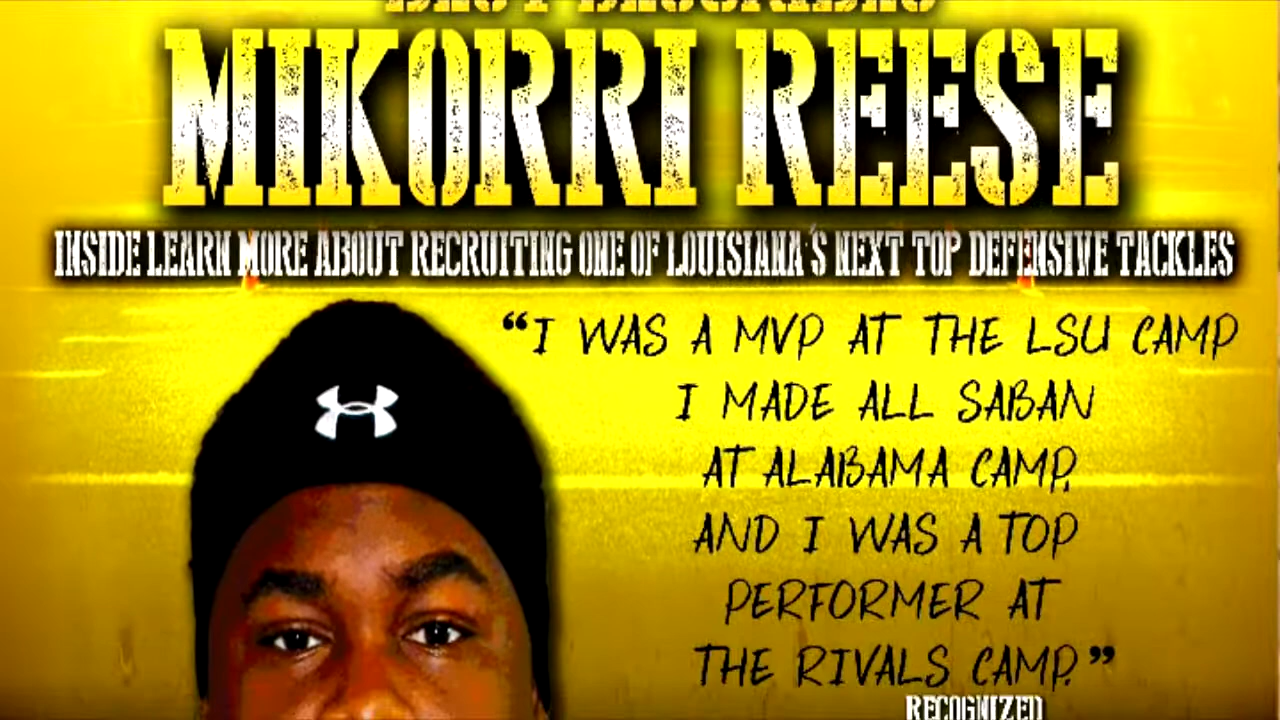 MIKORRI REESE
INSIDE LEARN MORE ABOUT RECRUITING ONE OF LOUISIANA'S NEXT TOP DEFENSIVE TACKLES
“I WAS A MVP AT THE LSU CAMP
I MADE ALL SABAN
AT ALABAMA CAMP,
AND I WAS A TOP
PERFORMER AT
THE RIVALS CAMP.”
RECOGNIZED